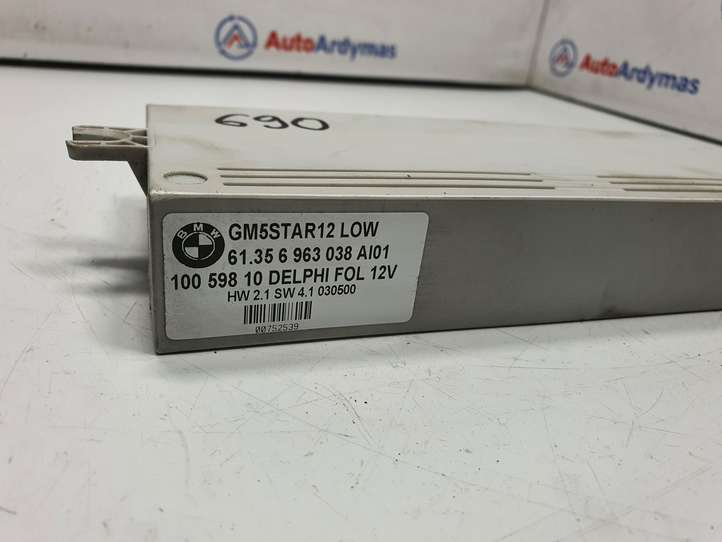 AutoArdymas
AutoArdymas
690
BMW
GM5STAR12 LOW
61.35 6 963 038 AI01
100 598 10 DELPHI FOL 12V
HW 2.1 SW 4.1 030500
00752539